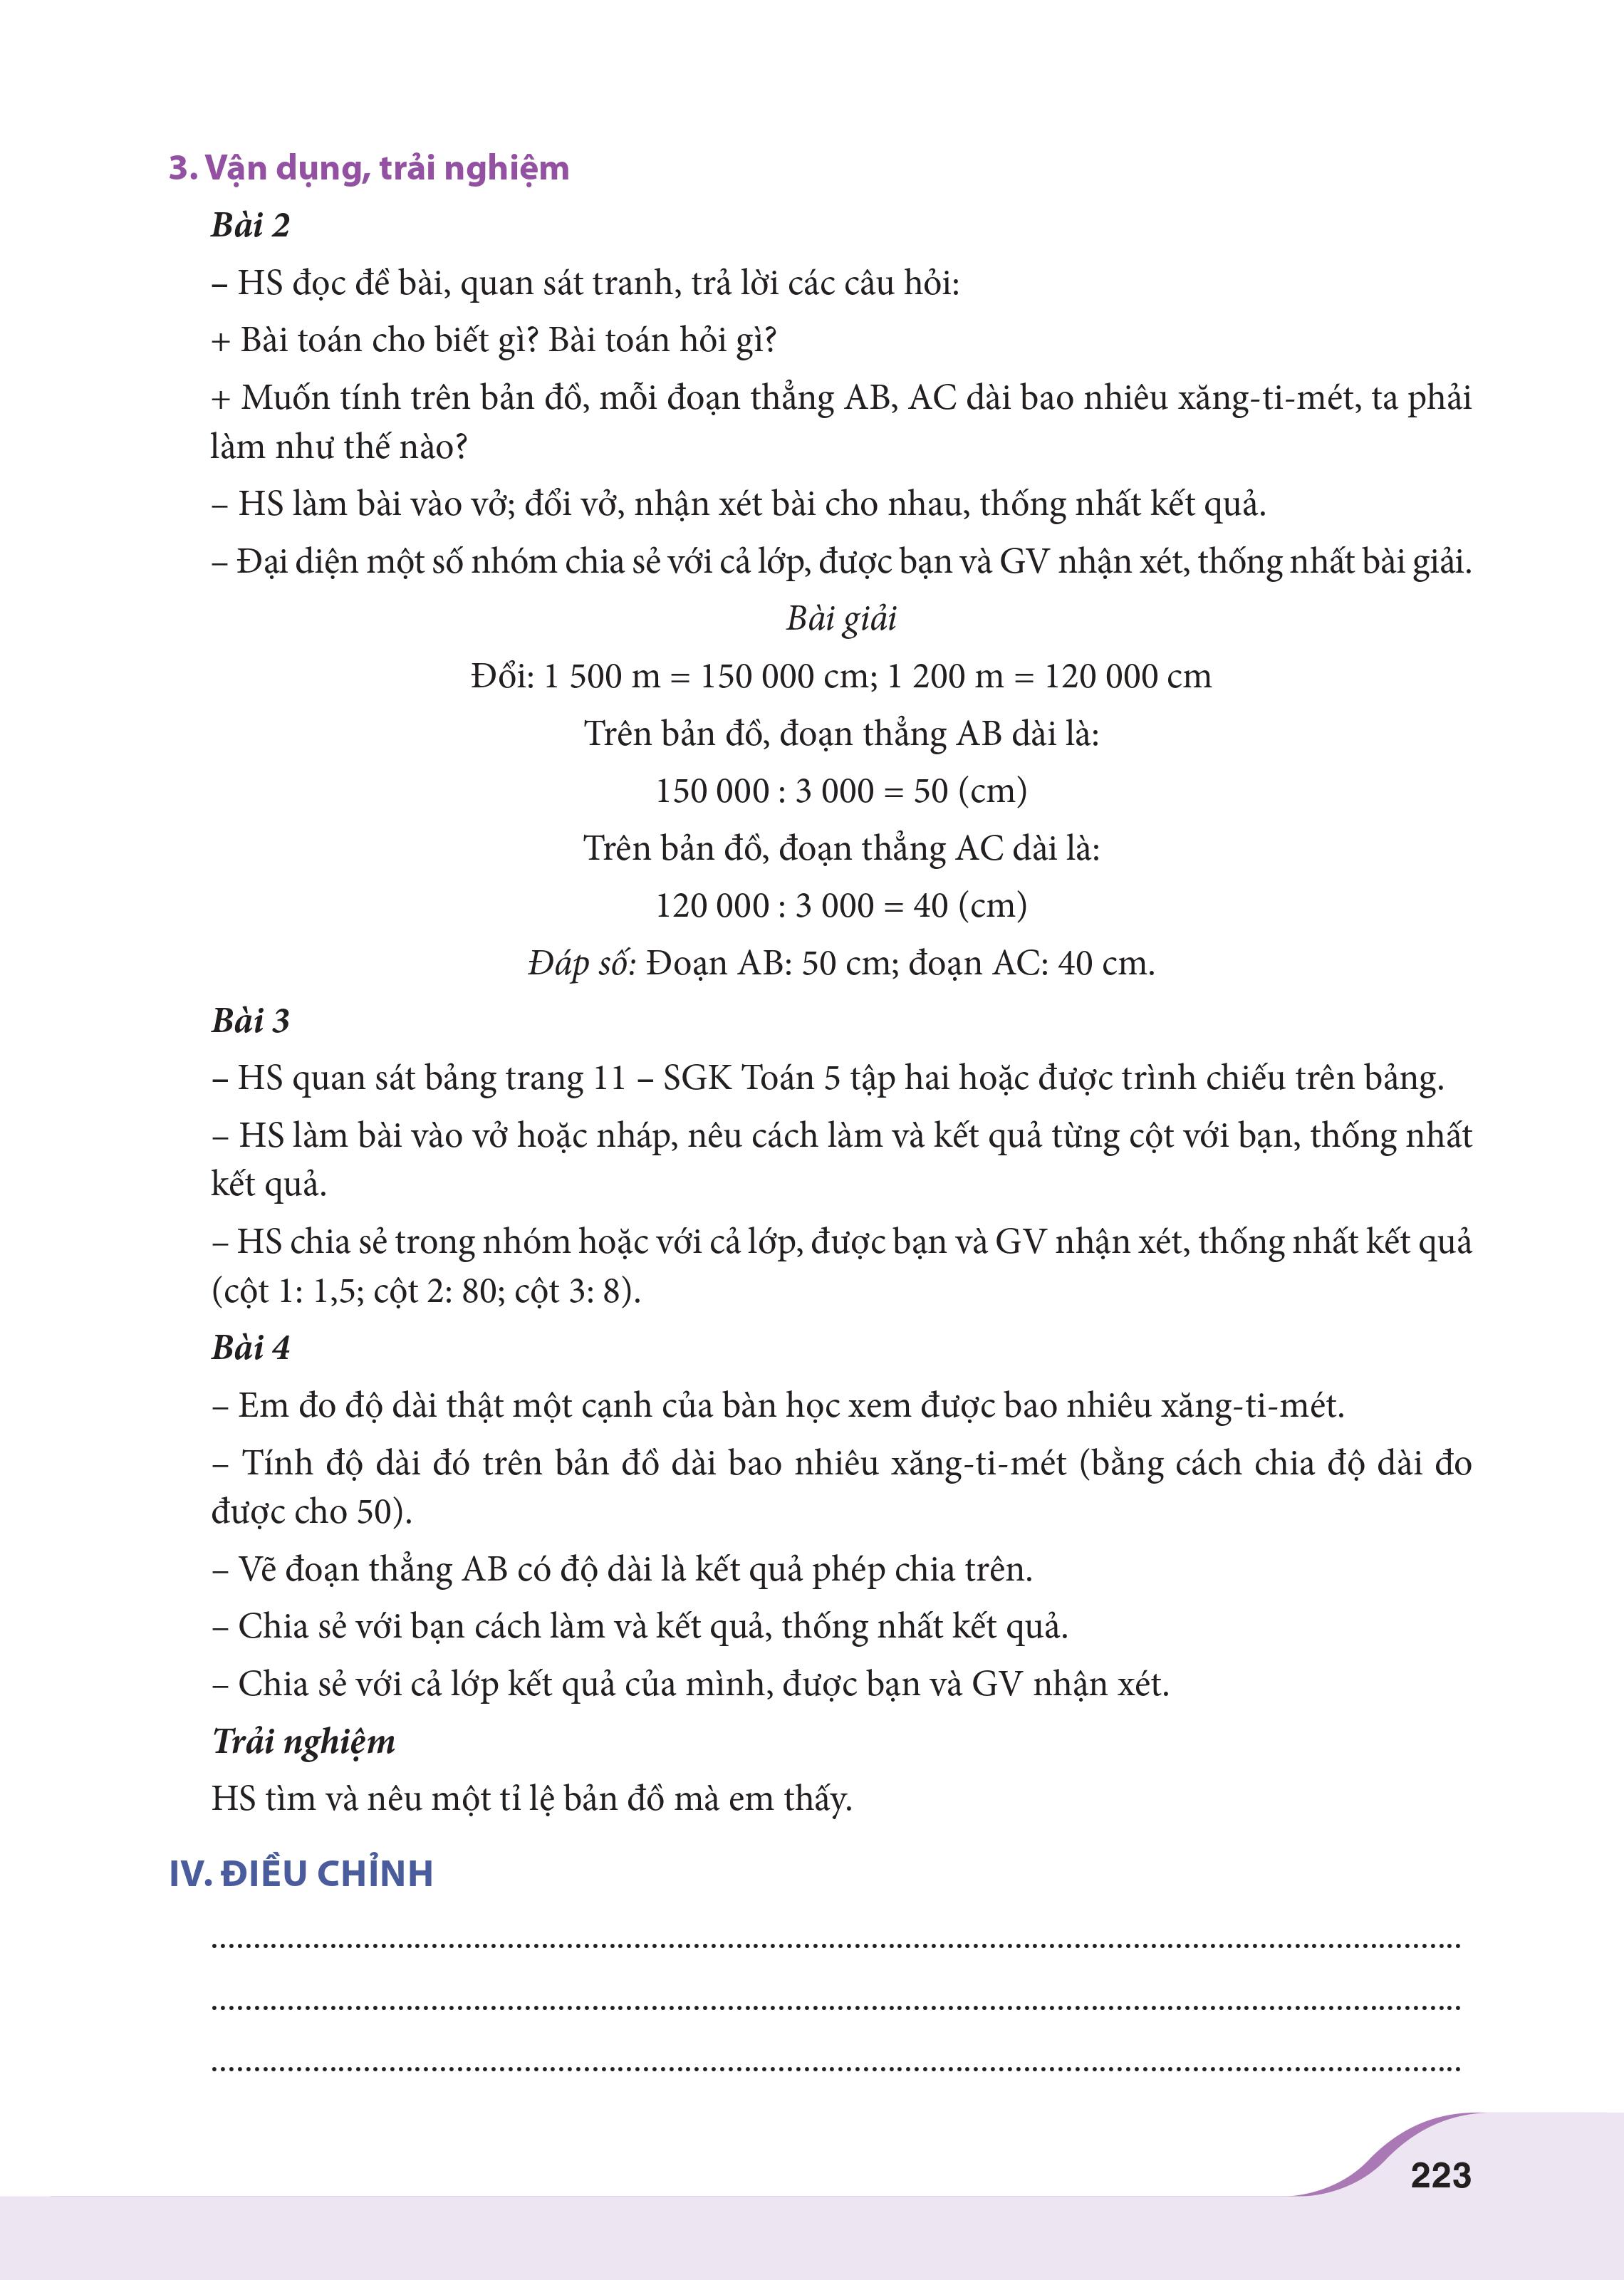 3. Vận dụng, trải nghiệm
Bài 2
– HS đọc đề bài, quan sát tranh, trả lời các câu hỏi:
+ Bài toán cho biết gì? Bài toán hỏi gì?
+ Muốn tính trên bản đồ, mỗi đoạn thẳng AB, AC dài bao nhiêu xăng-ti-mét, ta phải
làm như thế nào?
– HS làm bài vào vở; đổi vở, nhận xét bài cho nhau, thống nhất kết quả.
– Đại diện một số nhóm chia sẻ với cả lớp, được bạn và GV nhận xét, thống nhất bài giải.
Bài giải
Đổi: 1 500 m = 150 000 cm; 1 200 m = 120 000 cm
Trên bản đồ, đoạn thẳng AB dài là:
150 000 : 3 000 = 50 (cm)
Trên bản đồ, đoạn thẳng AC dài là:
120 000 : 3 000 = 40 (cm)
Đáp số: Đoạn AB: 50 cm; đoạn AC: 40 cm.
Bài 3
– HS quan sát bảng trang 11 – SGK Toán 5 tập hai hoặc được trình chiếu trên bảng.
– HS làm bài vào vở hoặc nháp, nêu cách làm và kết quả từng cột với bạn, thống nhất
kết quả.
– HS chia sẻ trong nhóm hoặc với cả lớp, được bạn và GV nhận xét, thống nhất kết quả
(cột 1: 1,5; cột 2: 80; cột 3: 8).
Bài 4
– Em đo độ dài thật một cạnh của bàn học xem được bao nhiêu xăng-ti-mét.
– Tính độ dài đó trên bản đồ dài bao nhiêu xăng-ti-mét (bằng cách chia độ dài đo
được cho 50).
– Vẽ đoạn thẳng AB có độ dài là kết quả phép chia trên.
– Chia sẻ với bạn cách làm và kết quả, thống nhất kết quả.
– Chia sẻ với cả lớp kết quả của mình, được bạn và GV nhận xét.
Trải nghiệm
HS tìm và nêu một tỉ lệ bản đồ mà em thấy.
IV. ĐIỀU CHỈNH
223